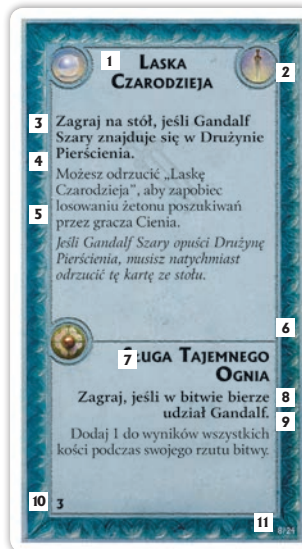 1
LASKA
CZARODZIEJA
2
3
Zagraj na stół, jeśli Gandalf
Szary znajduje się w Drużynie
Pierścienia.
4
Możesz odrzucić „Laskę
Czarodzieja”, aby zapobiec
losowaniu żetonu poszukiwań
5
przez gracza Cienia.
Jeśli Gandalf Szary opuści Drużynę
Pierścienia, musisz natychmiast
odrzucić tę kartę ze stołu.
6
7
SŁUGA TAJEMNEGO
OGNIA
Zagraj, jeśli w bitwie bierze
8
udział Gandalf.
9
Dodaj 1 do wyników wszystkich
kości podczas swojego rzutu bitwy.
10
3
11
8/24